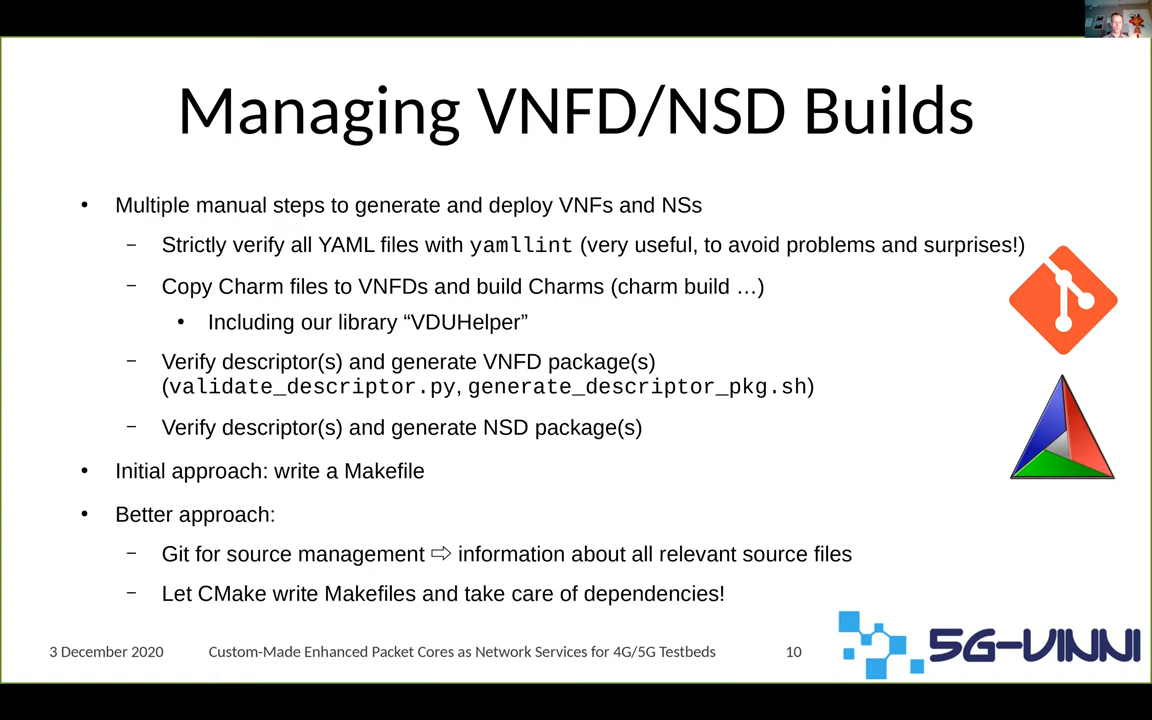 Managing VNFD/NSD Builds
• Multiple manual steps to generate and deploy VNFs and NSs
– Strictly verify all YAML files with yamllint (very useful, to avoid problems and surprises!)
– Copy Charm files to VNFDs and build Charms (charm build …)
• Including our library “VDUHelper”
– Verify descriptor(s) and generate VNFD package(s)
(validate_descriptor.py, generate_descriptor_pkg.sh)
– Verify descriptor(s) and generate NSD package(s)
• Initial approach: write a Makefile
• Better approach:
– Git for source management ⇨ information about all relevant source files
– Let CMake write Makefiles and take care of dependencies!
3 December 2020 Custom-Made Enhanced Packet Cores as Network Services for 4G/5G Testbeds 10
5G-VINNI